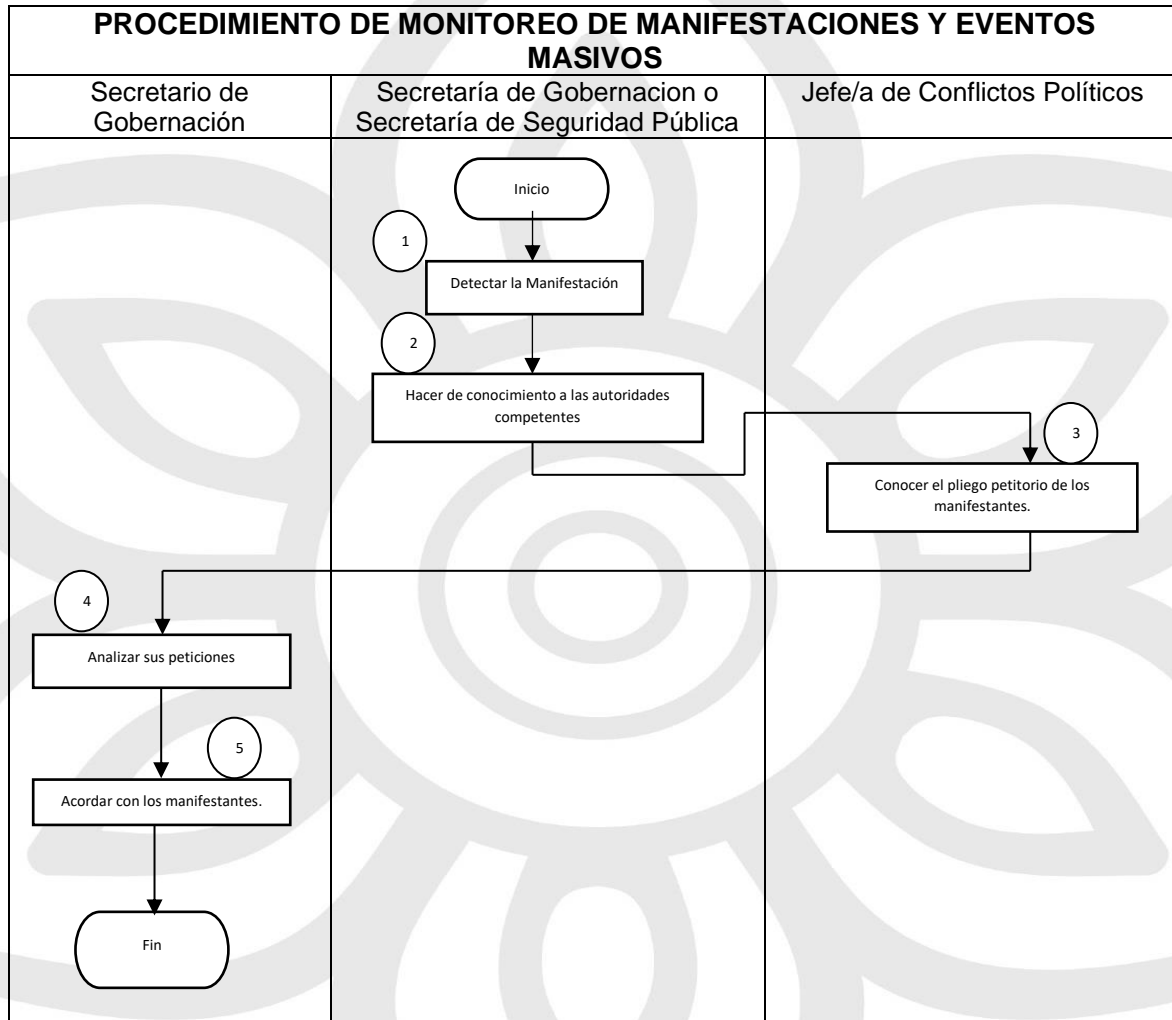 PROCEDIMIENTO DE MONITOREO DE MANIFESTACIONES Y EVENTOS
MASIVOS
Secretario de
Gobernación
Secretaría de Gobernacion o
Secretaría de Seguridad Pública
Jefe/a de Conflictos Políticos
Inicio
1
Detectar la Manifestación
2
Hacer de conocimiento a las autoridades
competentes
3
Conocer el pliego petitorio de los
manifestantes.
4
Analizar sus peticiones
5
Acordar con los manifestantes.
Fin